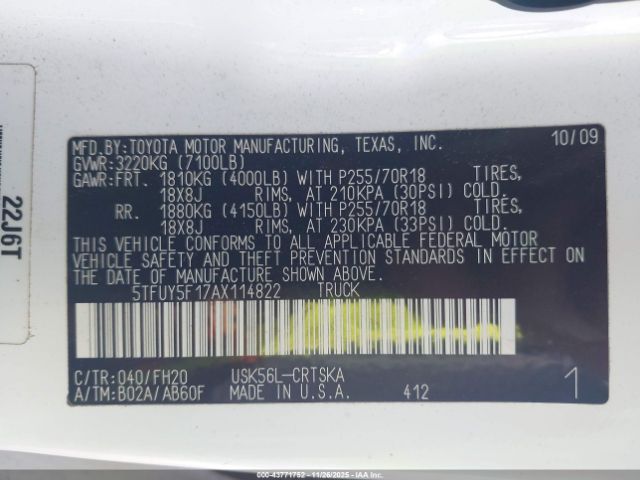 MFD.BY:TOYOTA MOTOR MANUFACTURING, TEXAS, INC. 10/09
GVWR:3220KG (7100LB)
GAWR:FRT. 1810KG (4000LB) WITH P255/70R18 TIRES,
18X8J RIMS, AT 210KPA (30PSI) COLD.
RR. 1880KG (4150LB) WITH P255/70R18 TIRES,
18X8J RIMS, AT 230KPA (33PSI) COLD.
THIS VEHICLE CONFORMS TO ALL APPLICABLE FEDERAL MOTOR
VEHICLE SAFETY AND THEFT PREVENTION STANDARDS IN EFFECT ON
THE DATE OF MANUFACTURE SHOWN ABOVE.
5TFUY5F17AX114822 TRUCK
C/TR:040/FH20 USK56L-CRTSKA
A/TM:B02A/AB60F MADE IN U.S.A. 412 1
22J6T
00-43771752 - 11/26/2025 - COPART